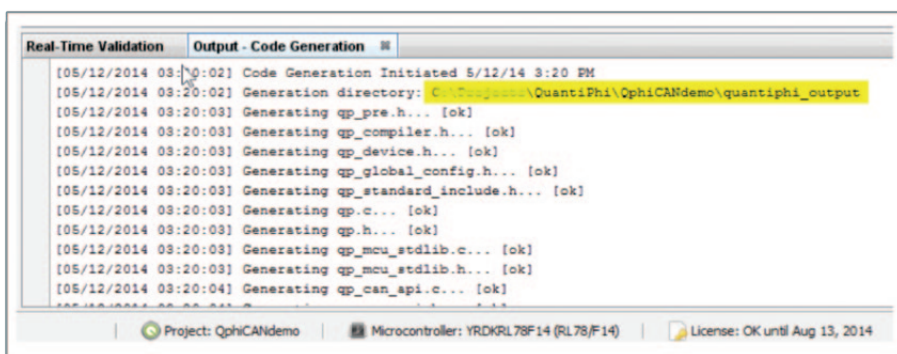 Real-Time Validation Output - Code Generation
[05/12/2014 03:20:02] Code Generation Initiated 5/12/14 3:20 PM
[05/12/2014 03:20:02] Generation directory: \QuantiPhi\QphiCANdemo\quantiphi_output
[05/12/2014 03:20:03] Generating qp_pre.h... [ok]
[05/12/2014 03:20:03] Generating qp_compiler.h... [ok]
[05/12/2014 03:20:03] Generating qp_device.h... [ok]
[05/12/2014 03:20:03] Generating qp_global_config.h... [ok]
[05/12/2014 03:20:03] Generating qp_standard_include.h... [ok]
[05/12/2014 03:20:03] Generating qp.c... [ok]
[05/12/2014 03:20:03] Generating qp.h... [ok]
[05/12/2014 03:20:03] Generating qp_mcu_stdlib.c... [ok]
[05/12/2014 03:20:03] Generating qp_mcu_stdlib.h... [ok]
[05/12/2014 03:20:04] Generating qp_can_api.c... [ok]
Project: QphiCANdemo Microcontroller: YRDKRL78F14 (RL78/F14) License: OK until Aug 13, 2014